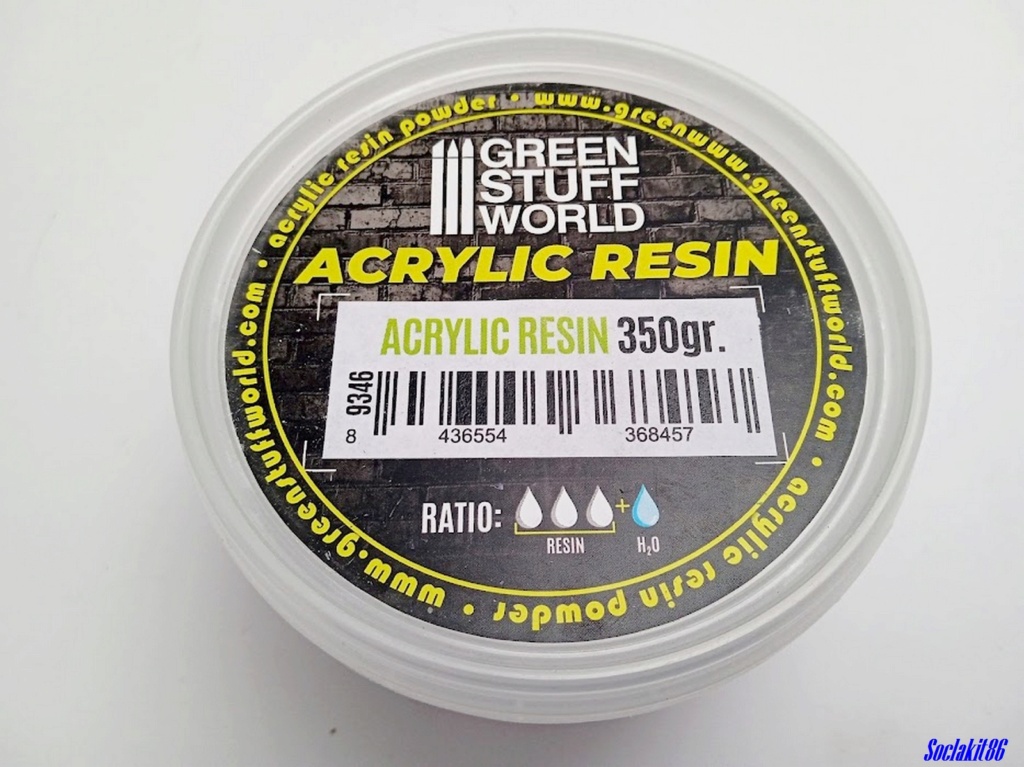 acrylic resin powder • www.greenwww.greenstuffworld.com • acrylic resin powder • www.greenstuffworld.com •
GREEN
STUFF
WORLD
ACRYLIC RESIN
ACRYLIC RESIN 350gr.
9346
8 436554 368457
RATIO: +
RESIN H₂O
Soclakit86